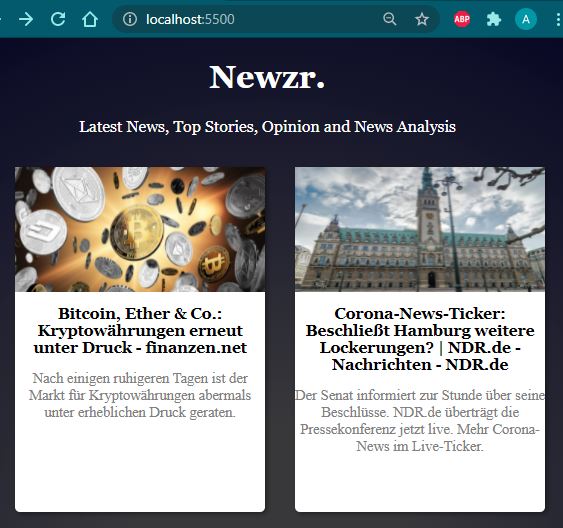 localhost:5500
ABP
A
Newzr.
Latest News, Top Stories, Opinion and News Analysis
Bitcoin, Ether & Co.:
Kryptowährungen erneut
unter Druck - finanzen.net
Nach einigen ruhigeren Tagen ist der
Markt für Kryptowährungen abermals
unter erheblichen Druck geraten.
Corona-News-Ticker:
Beschließt Hamburg weitere
Lockerungen? | NDR.de -
Nachrichten - NDR.de
Der Senat informiert zur Stunde über seine
Beschlüsse. NDR.de überträgt die
Pressekonferenz jetzt live. Mehr Corona-
News im Live-Ticker.